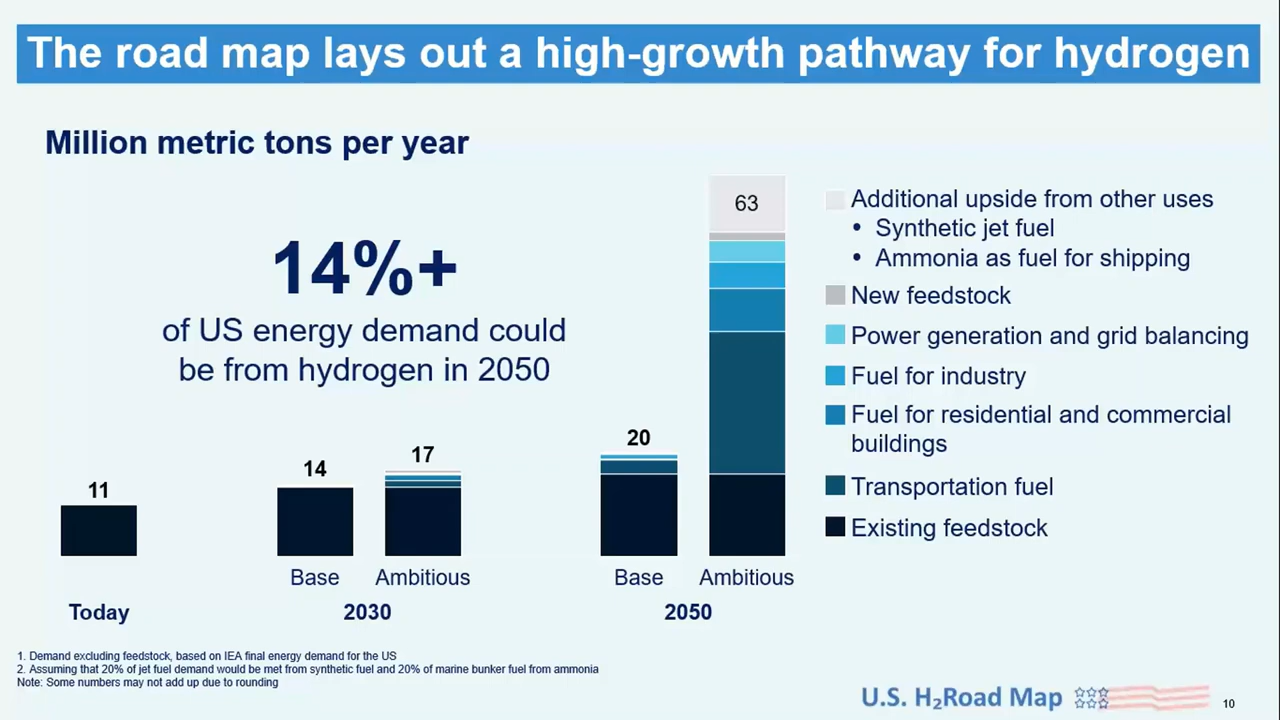 The road map lays out a high-growth pathway for hydrogen
Million metric tons per year
14%+
of US energy demand could
be from hydrogen in 2050
11
14
17
20
63
Base
Ambitious
Base
Ambitious
Today
2030
2050
Additional upside from other uses
• Synthetic jet fuel
• Ammonia as fuel for shipping
New feedstock
Power generation and grid balancing
Fuel for industry
Fuel for residential and commercial
buildings
Transportation fuel
Existing feedstock
1. Demand excluding feedstock, based on IEA final energy demand for the US
2. Assuming that 20% of jet fuel demand would be met from synthetic fuel and 20% of marine bunker fuel from ammonia
Note: Some numbers may not add up due to rounding
U.S. H₂Road Map
10